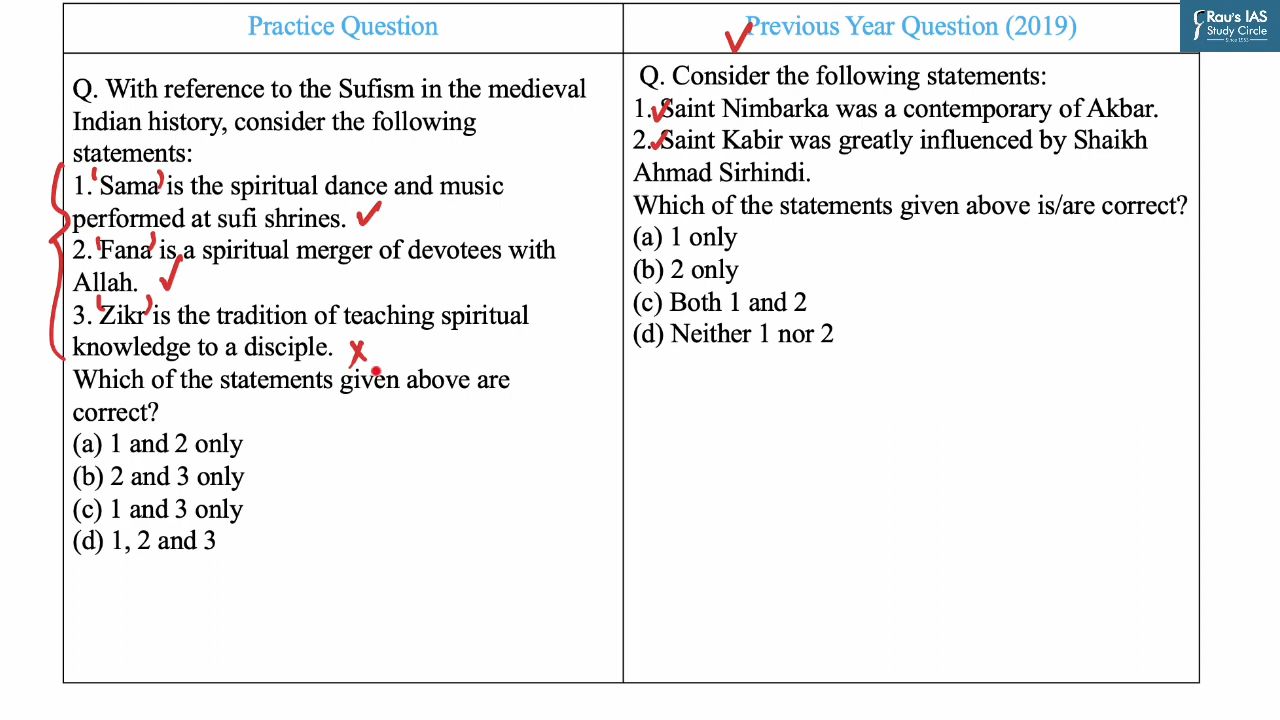 Practice Question
Q. With reference to the Sufism in the medieval
Indian history, consider the following
statements:
1. 'Sama' is the spiritual dance and music
performed at sufi shrines.
2. 'Fana' is a spiritual merger of devotees with
Allah.
3. 'Zikr' is the tradition of teaching spiritual
knowledge to a disciple.
Which of the statements given above are
correct?
(a) 1 and 2 only
(b) 2 and 3 only
(c) 1 and 3 only
(d) 1, 2 and 3
Previous Year Question (2019)
Q. Consider the following statements:
1. Saint Nimbarka was a contemporary of Akbar.
2. Saint Kabir was greatly influenced by Shaikh
Ahmad Sirhindi.
Which of the statements given above is/are correct?
(a) 1 only
(b) 2 only
(c) Both 1 and 2
(d) Neither 1 nor 2
Rau's IAS
Study Circle
Since 1953